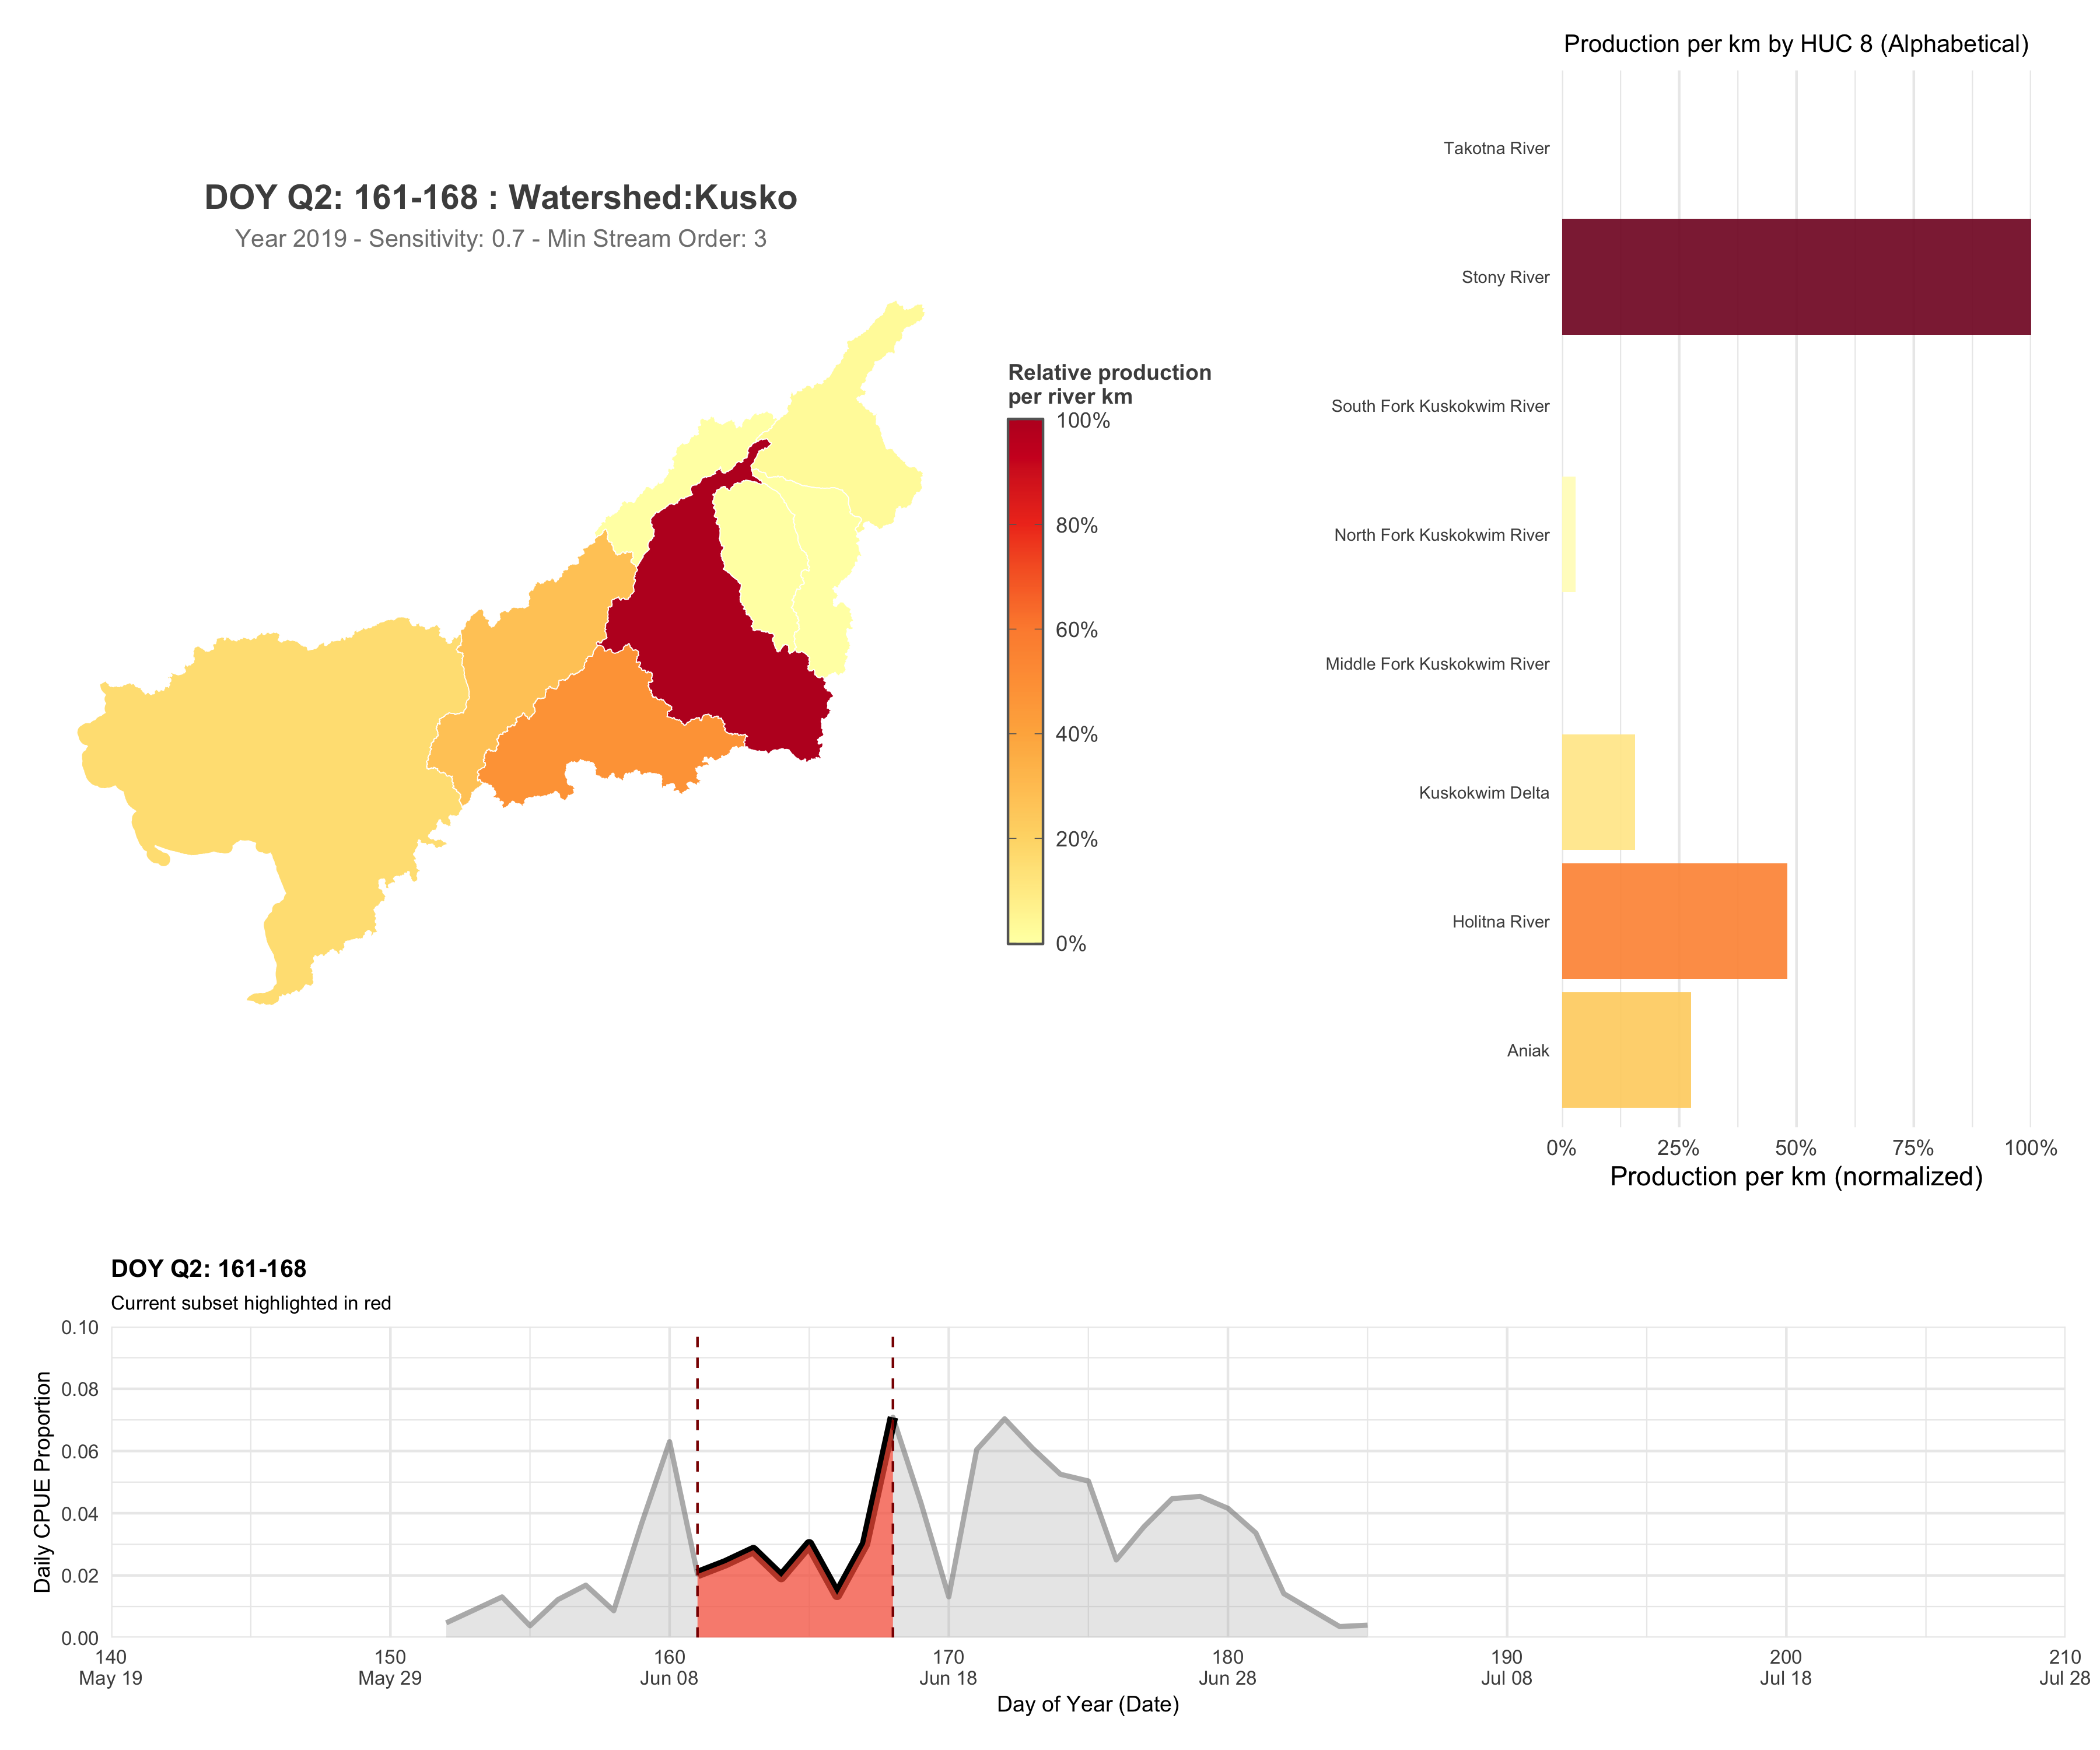 DOY Q2: 161-168 : Watershed:Kusko
Year 2019 - Sensitivity: 0.7 - Min Stream Order: 3
Relative production
per river km
100%
80%
60%
40%
20%
0%
Production per km by HUC 8 (Alphabetical)
Takotna River
Stony River
South Fork Kuskokwim River
North Fork Kuskokwim River
Middle Fork Kuskokwim River
Kuskokwim Delta
Holitna River
Aniak
0% 25% 50% 75% 100%
Production per km (normalized)
DOY Q2: 161-168
Current subset highlighted in red
Daily CPUE Proportion
0.10
0.08
0.06
0.04
0.02
0.00
140 150 160 170 180 190 200 210
May 19 May 29 Jun 08 Jun 18 Jun 28 Jul 08 Jul 18 Jul 28
Day of Year (Date)